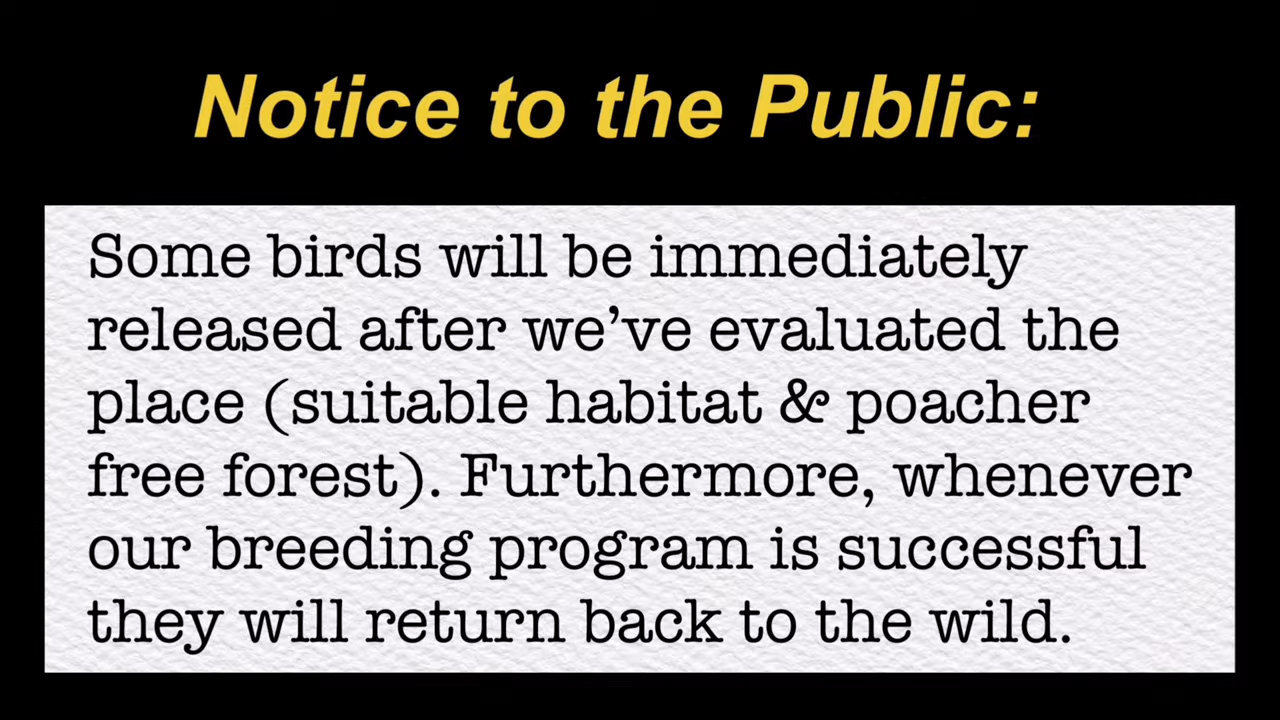 Notice to the Public:
Some birds will be immediately
released after we’ve evaluated the
place (suitable habitat & poacher
free forest). Furthermore, whenever
our breeding program is successful
they will return back to the wild.